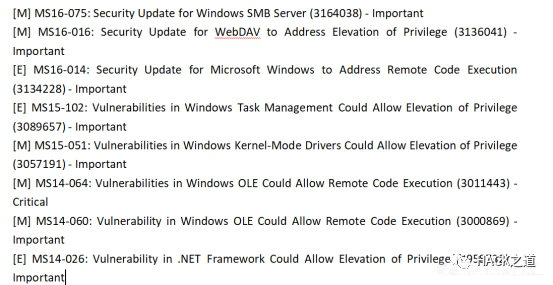 [M] MS16-075: Security Update for Windows SMB Server (3164038) - Important
[M] MS16-016: Security Update for WebDAV to Address Elevation of Privilege (3136041) -
Important
[E] MS16-014: Security Update for Microsoft Windows to Address Remote Code Execution
(3134228) - Important
[E] MS15-102: Vulnerabilities in Windows Task Management Could Allow Elevation of Privilege
(3089657) - Important
[M] MS15-051: Vulnerabilities in Windows Kernel-Mode Drivers Could Allow Elevation of Privilege
(3057191) - Important
[M] MS14-064: Vulnerabilities in Windows OLE Could Allow Remote Code Execution (3011443) -
Critical
[M] MS14-060: Vulnerability in Windows OLE Could Allow Remote Code Execution (3000869) -
Important
[E] MS14-026: Vulnerability in .NET Framework Could Allow Elevation of Privilege
HACK之道
Important